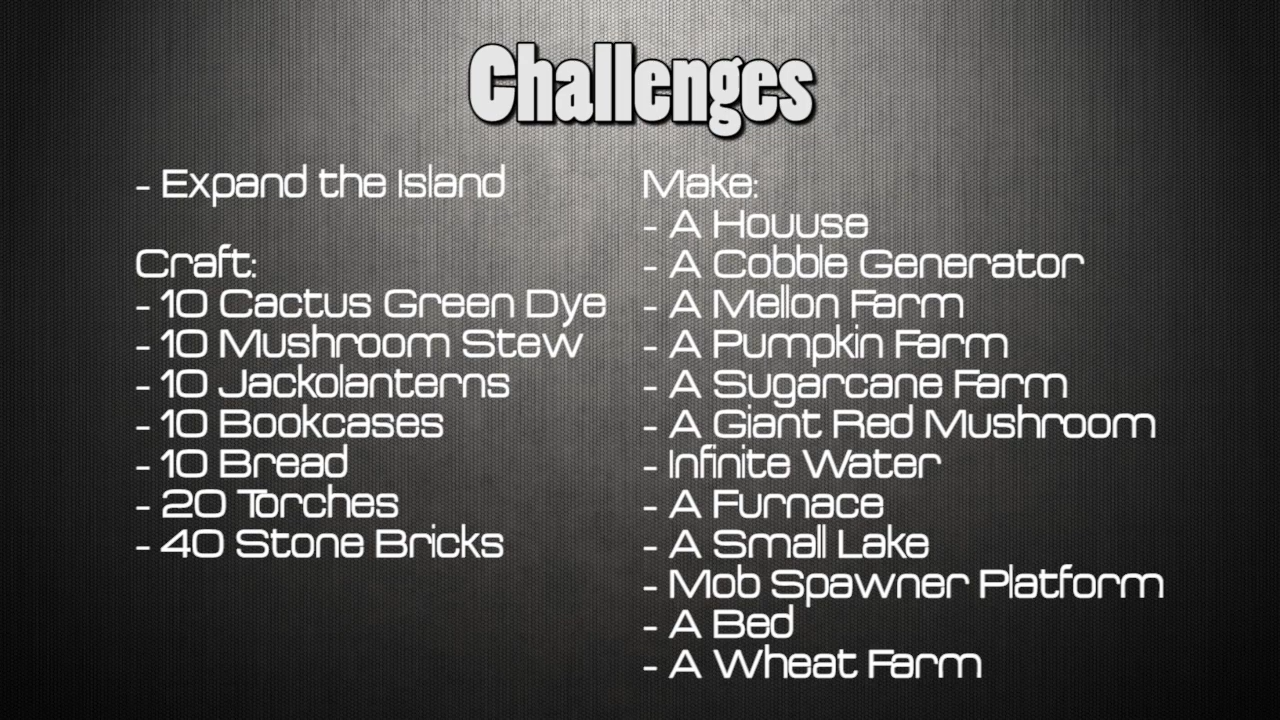 Challenges
- Expand the Island
Craft:
- 10 Cactus Green Dye
- 10 Mushroom Stew
- 10 Jackolanterns
- 10 Bookcases
- 10 Bread
- 20 Torches
- 40 Stone Bricks
Make:
- A Houuse
- A Cobble Generator
- A Mellon Farm
- A Pumpkin Farm
- A Sugarcane Farm
- A Giant Red Mushroom
- Infinite Water
- A Furnace
- A Small Lake
- Mob Spawner Platform
- A Bed
- A Wheat Farm